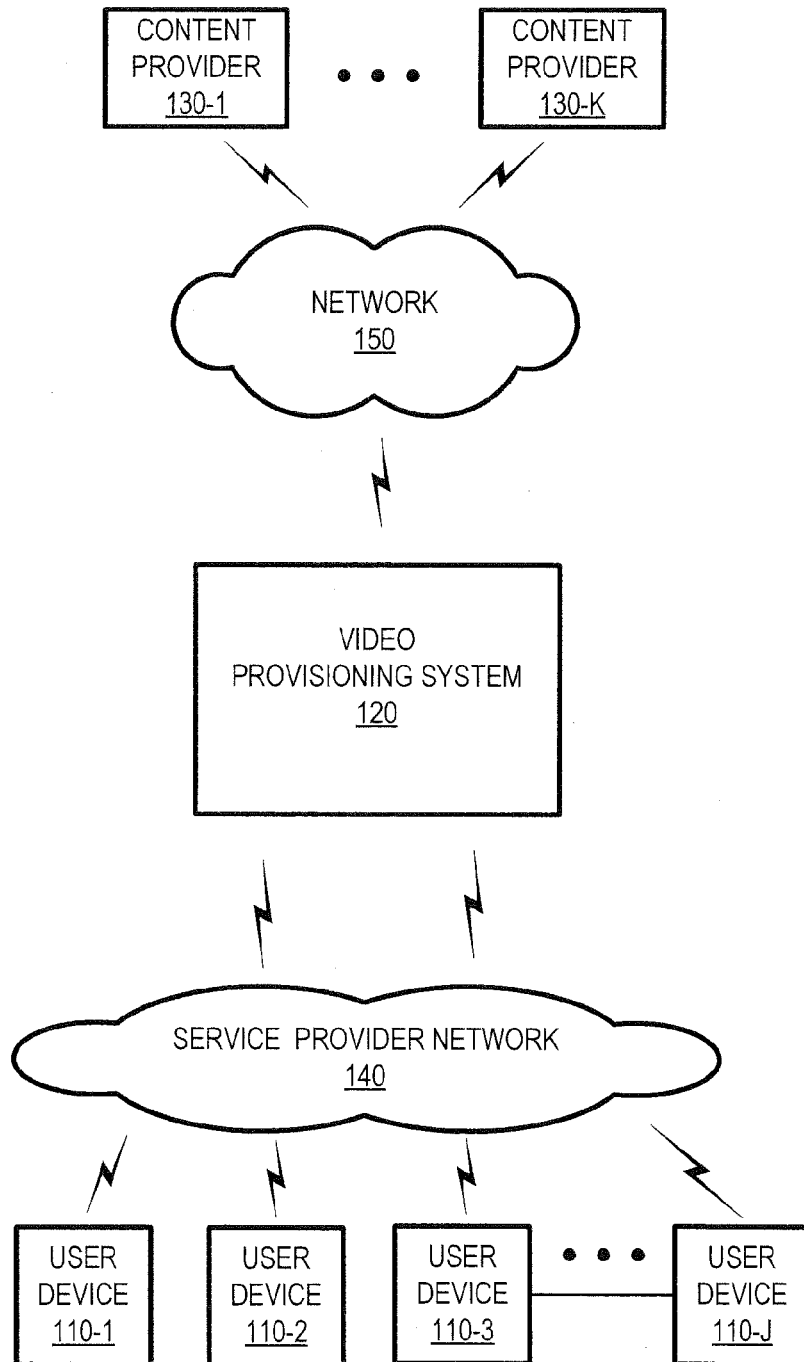 CONTENT
PROVIDER
130-1
CONTENT
PROVIDER
130-K
NETWORK
150
VIDEO
PROVISIONING SYSTEM
120
SERVICE PROVIDER NETWORK
140
USER
DEVICE
110-1
USER
DEVICE
110-2
USER
DEVICE
110-3
USER
DEVICE
110-J